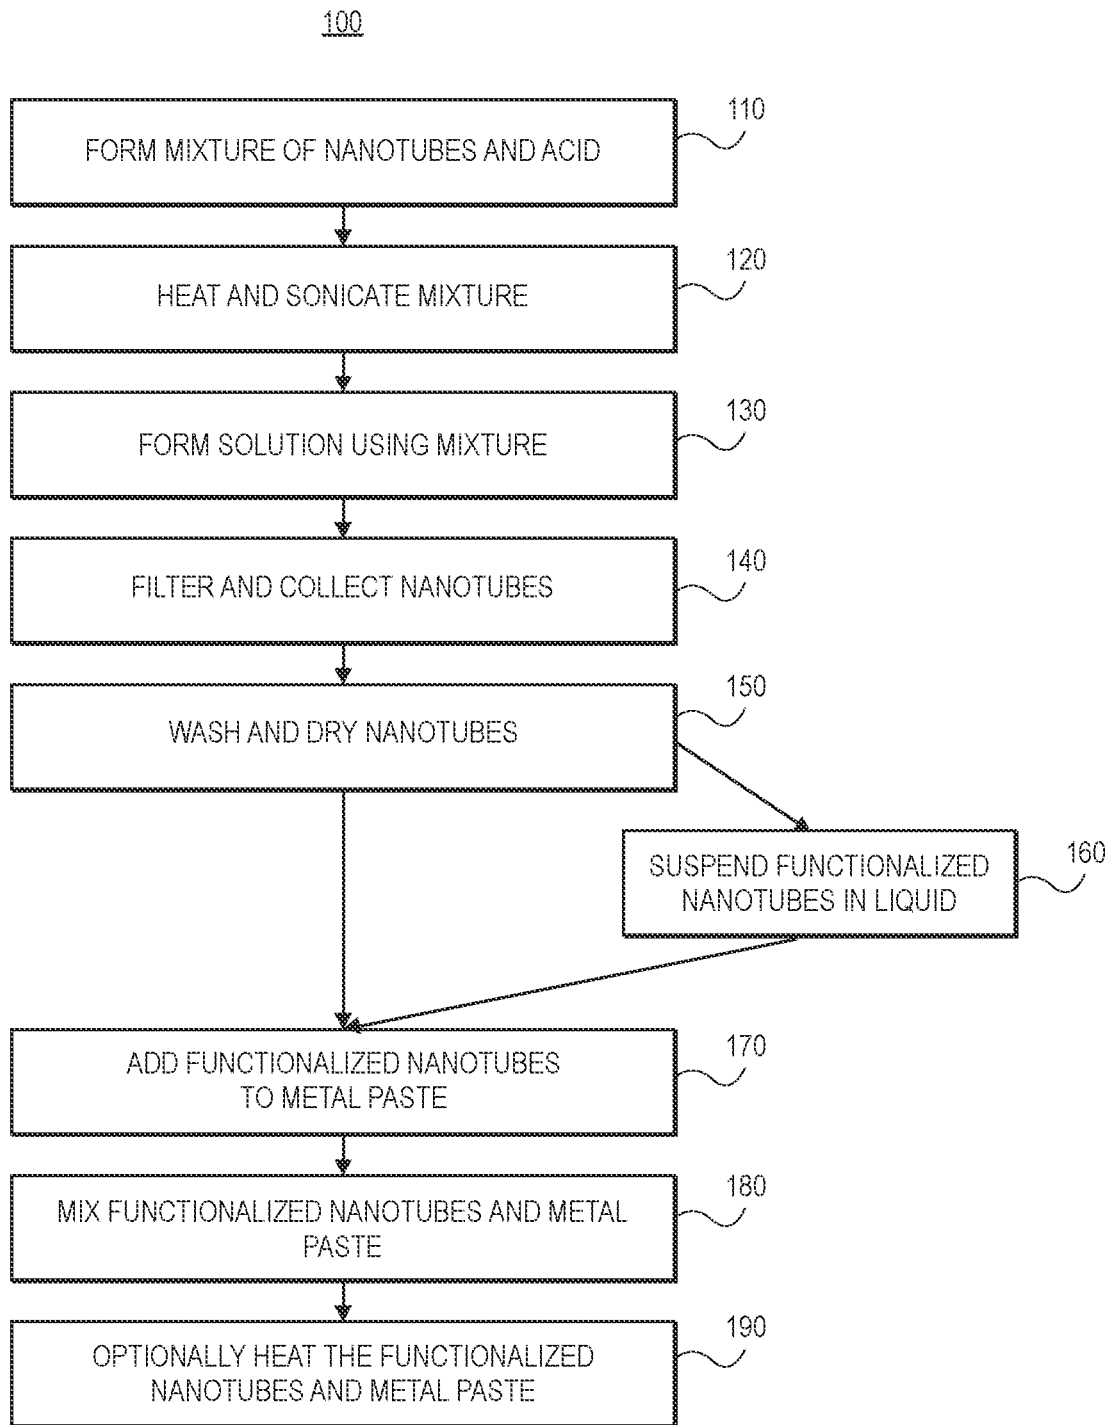 100
FORM MIXTURE OF NANOTUBES AND ACID
110
HEAT AND SONICATE MIXTURE
120
FORM SOLUTION USING MIXTURE
130
FILTER AND COLLECT NANOTUBES
140
WASH AND DRY NANOTUBES
150
SUSPEND FUNCTIONALIZED
NANOTUBES IN LIQUID
160
ADD FUNCTIONALIZED NANOTUBES
TO METAL PASTE
170
MIX FUNCTIONALIZED NANOTUBES AND METAL
PASTE
180
OPTIONALLY HEAT THE FUNCTIONALIZED
NANOTUBES AND METAL PASTE
190